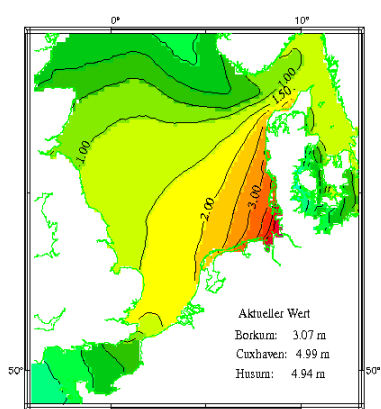 0° 10°
1.00
1.50
1.00
2.00
3.00
Aktueller Wert
Borkum: 3.07 m
Cuxhaven: 4.99 m
Husum: 4.94 m
50° 50°